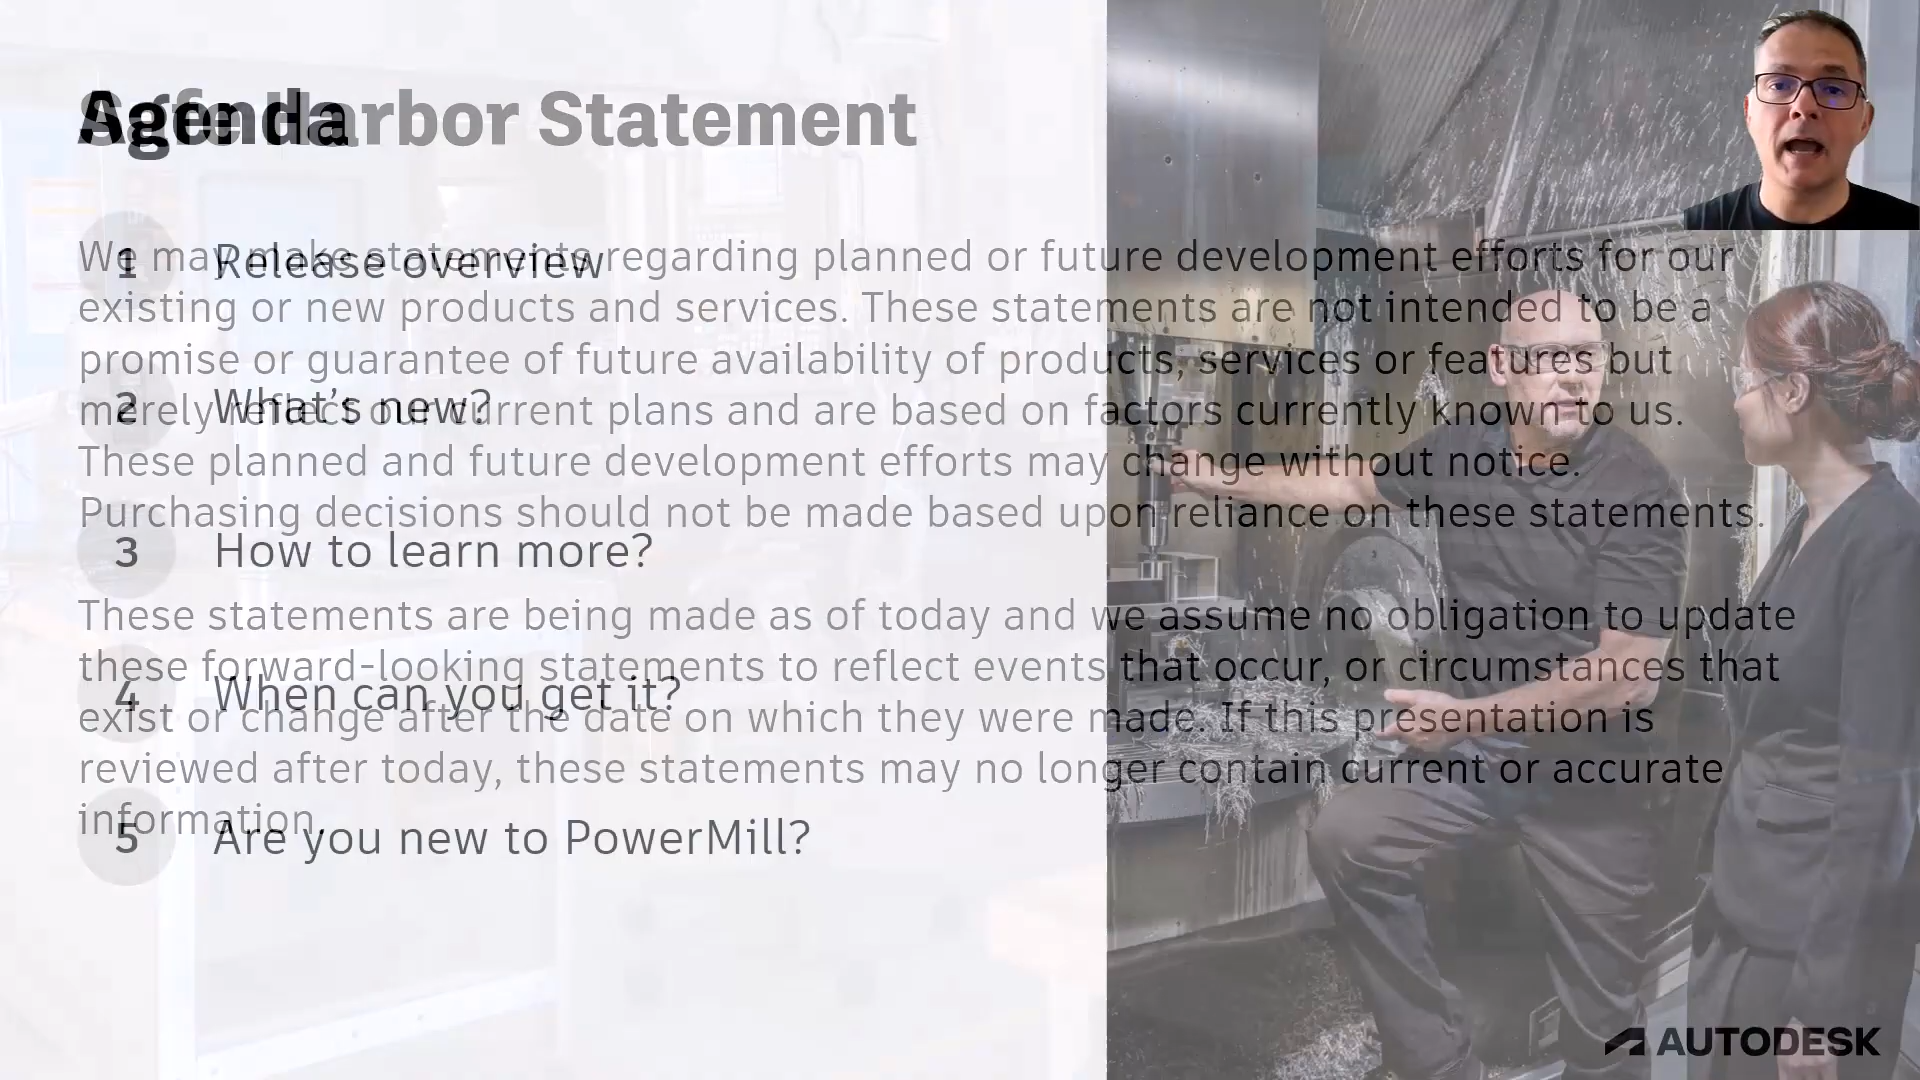 Agenda
Safe Harbor Statement
1 Release overview
2 What's new?
3 How to learn more?
4 When can you get it?
5 Are you new to PowerMill?
We may make statements regarding planned or future development efforts for our
existing or new products and services. These statements are not intended to be a
promise or guarantee of future availability of products, services or features but
merely reflect our current plans and are based on factors currently known to us.
These planned and future development efforts may change without notice.
Purchasing decisions should not be made based upon reliance on these statements.
These statements are being made as of today and we assume no obligation to update
these forward-looking statements to reflect events that occur, or circumstances that
exist or change after the date on which they were made. If this presentation is
reviewed after today, these statements may no longer contain current or accurate
information.
AUTODESK